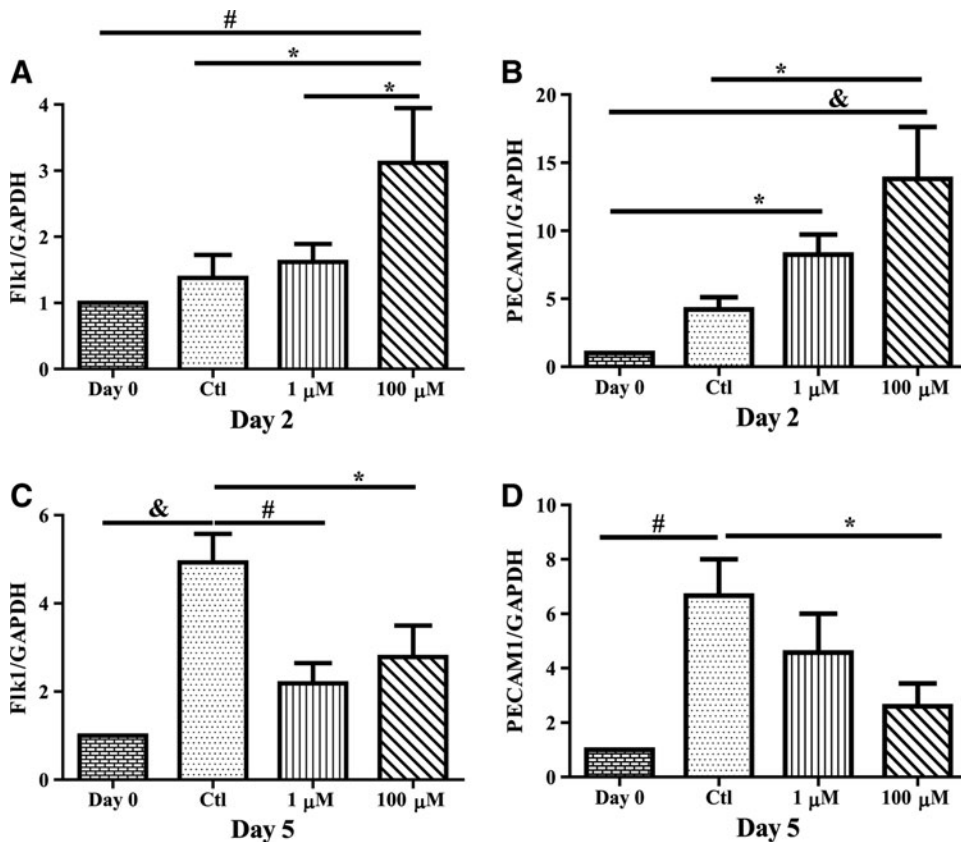 A
#
*
*
Flk1/GAPDH
4
3
2
1
0
Day 0 Ctl 1 μM 100 μM
Day 2
B
*
&
*
PECAM1/GAPDH
20
15
10
5
0
Day 0 Ctl 1 μM 100 μM
Day 2
C
*
& #
Flk1/GAPDH
6
4
2
0
Day 0 Ctl 1 μM 100 μM
Day 5
D
# *
PECAM1/GAPDH
10
8
6
4
2
0
Day 0 Ctl 1 μM 100 μM
Day 5